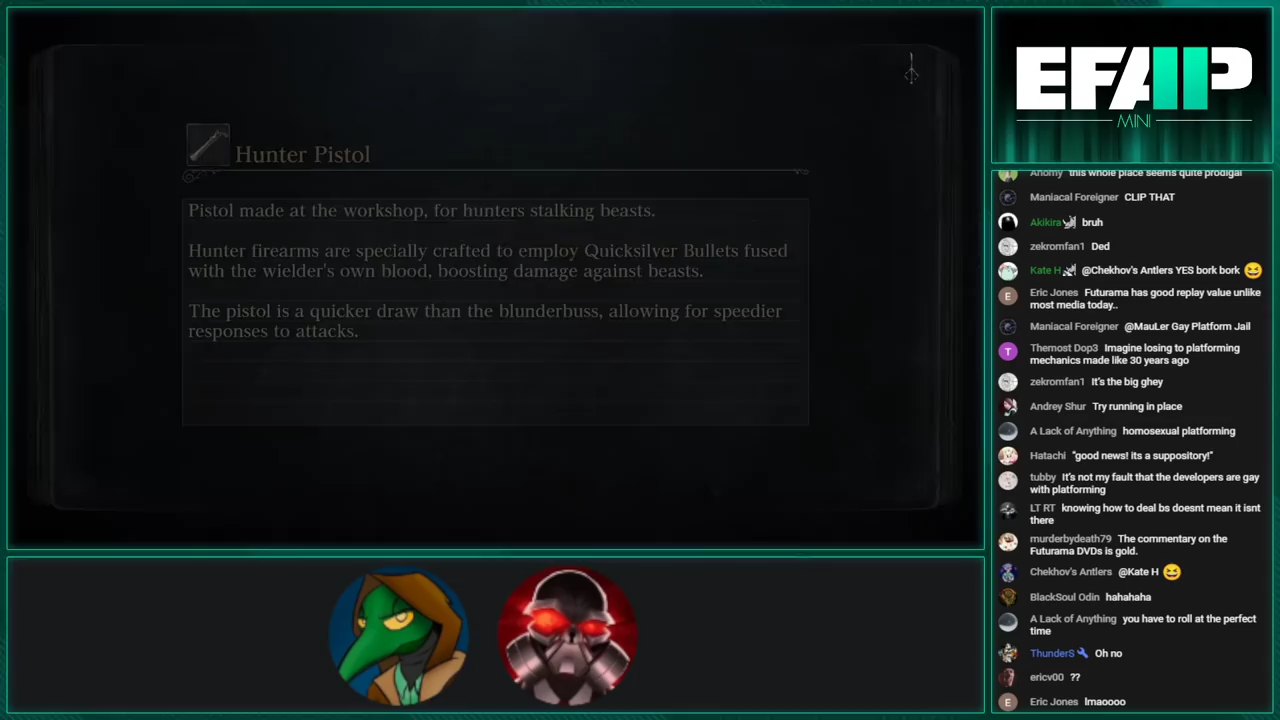 Hunter Pistol
Pistol made at the workshop, for hunters stalking beasts.
Hunter firearms are specially crafted to employ Quicksilver Bullets fused
with the wielder's own blood, boosting damage against beasts.
The pistol is a quicker draw than the blunderbuss, allowing for speedier
responses to attacks.
EFAP
MINI
Anomy this whole place seems quite prodigal
Maniacal Foreigner CLIP THAT
Akikira bruh
zekromfan1 Ded
Kate H @Chekhov's Antlers YES bork bork 😆
E Eric Jones Futurama has good replay value unlike
most media today..
Maniacal Foreigner @MauLer Gay Platform Jail
T Themost Dop3 Imagine losing to platforming
mechanics made like 30 years ago
zekromfan1 It's the big ghey
Andrey Shur Try running in place
A Lack of Anything homosexual platforming
Hatachi "good news! its a suppository!"
tubby It's not my fault that the developers are gay
with platforming
LT RT knowing how to deal bs doesnt mean it isnt
there
murderbydeath79 The commentary on the
Futurama DVDs is gold.
Chekhov's Antlers @Kate H 😆
BlackSoul Odin hahahaha
A Lack of Anything you have to roll at the perfect
time
ThunderS Oh no
ericv00 ??
E Eric Jones lmaoooo